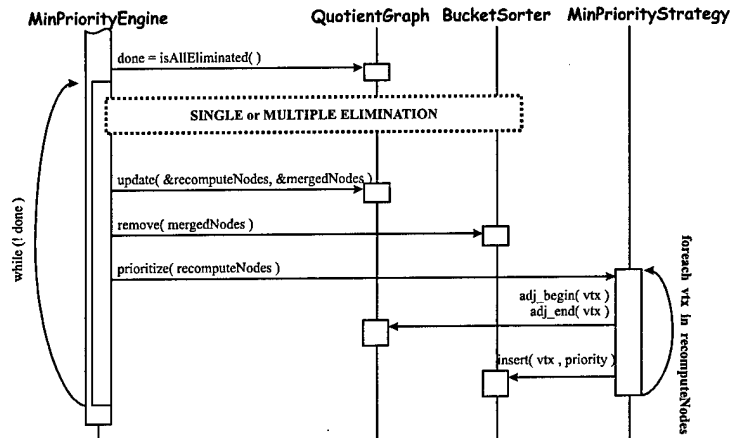 MinPriorityEngine QuotientGraph BucketSorter MinPriorityStrategy
done = isAllEliminated( )
SINGLE or MULTIPLE ELIMINATION
update( &recomputeNodes, &mergedNodes )
remove( mergedNodes )
prioritize( recomputeNodes )
while (! done )
adj_begin( vtx )
adj_end( vtx )
insert( vtx , priority )
foreach vtx in recomputeNodes